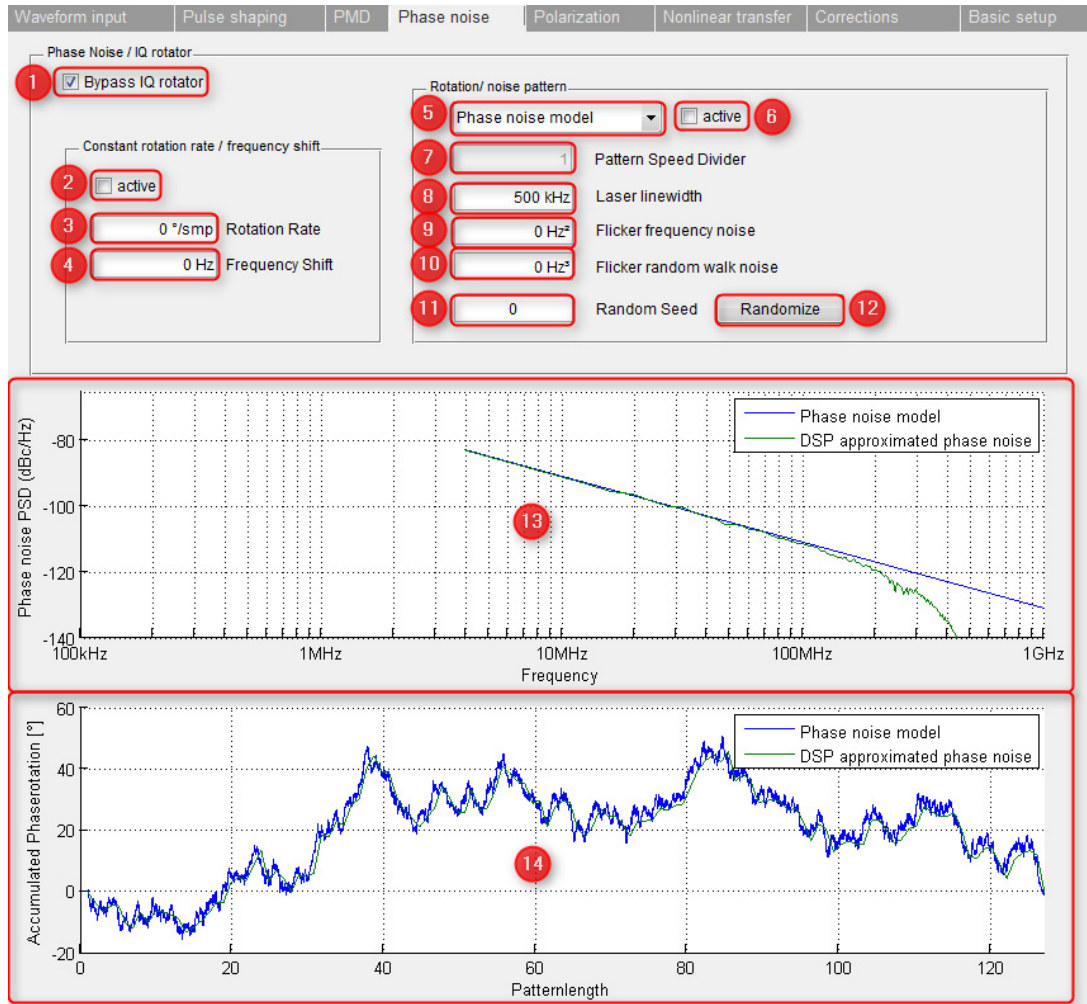 Waveform input Pulse shaping PMD Phase noise Polarization Nonlinear transfer Corrections Basic setup
Phase Noise / IQ rotator
1 Bypass IQ rotator
Rotation/ noise pattern
5 Phase noise model active 6
Constant rotation rate / frequency shift
7 1 Pattern Speed Divider
2 active
8 500 kHz Laser linewidth
3 0 °/smp Rotation Rate
9 0 Hz² Flicker frequency noise
4 0 Hz Frequency Shift
10 0 Hz³ Flicker random walk noise
11 0 Random Seed Randomize 12
Phase noise PSD (dBc/Hz)
-80
-100
-120
-140
Phase noise model
DSP approximated phase noise
13
100kHz 1MHz 10MHz 100MHz 1GHz
Frequency
Accumulated Phaserotation [°]
60
40
20
0
-20
Phase noise model
DSP approximated phase noise
14
0 20 40 60 80 100 120
Patternlength